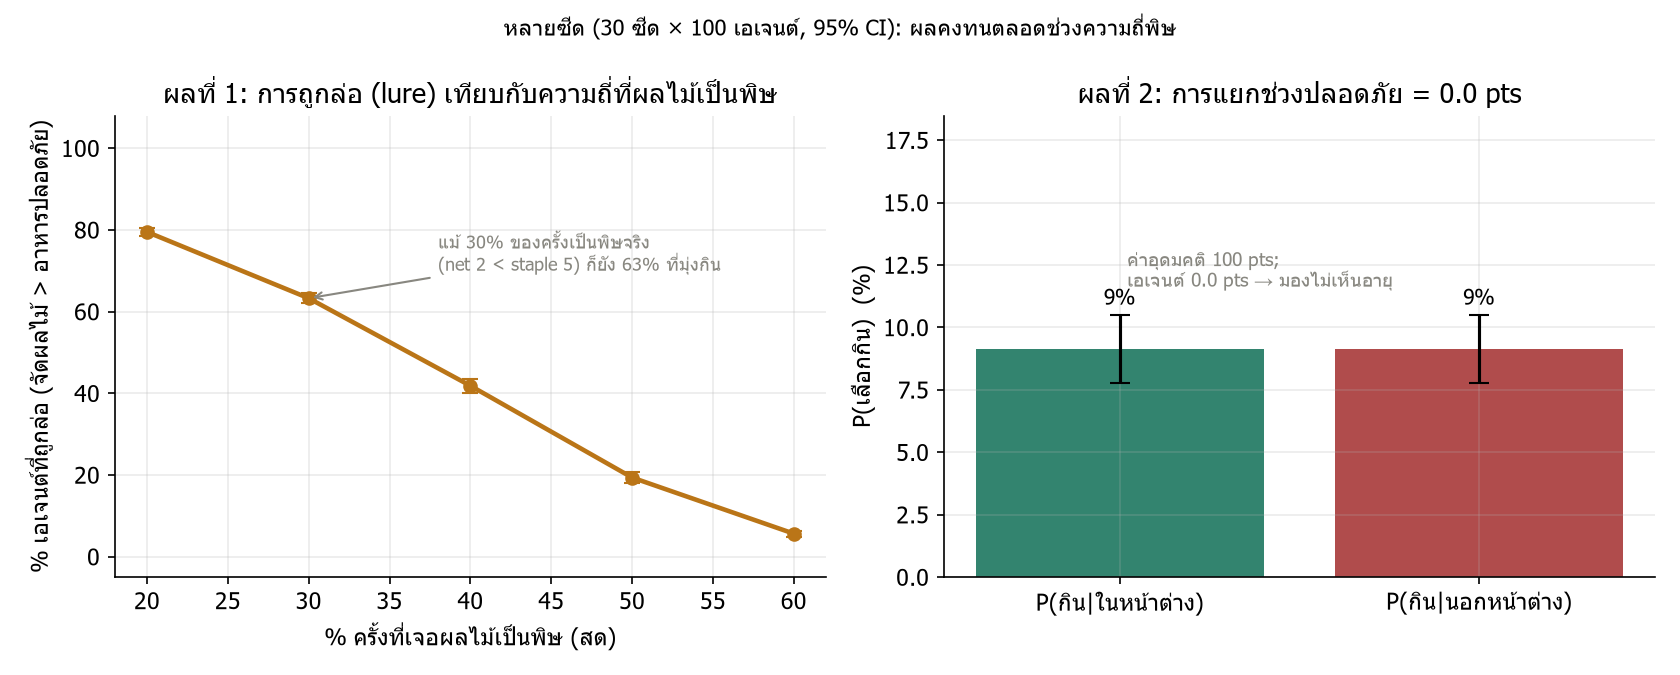 หลายซีด (30 ซีด × 100 เอเจนต์, 95% CI): ผลคงทนตลอดช่วงความถี่พิษ
ผลที่ 1: การถูกล่อ (lure) เทียบกับความถี่ที่ผลไม้เป็นพิษ
% เอเจนต์ที่ถูกล่อ (จัดผลไม้ > อาหารปลอดภัย)
100
80
60
40
20
0
แม้ 30% ของครั้งเป็นพิษจริง
(net 2 < staple 5) ก็ยัง 63% ที่มุ่งกิน
20 25 30 35 40 45 50 55 60
% ครั้งที่เจอผลไม้เป็นพิษ (สด)
ผลที่ 2: การแยกช่วงปลอดภัย = 0.0 pts
P(เลือกกิน) (%)
17.5
15.0
12.5
10.0
7.5
5.0
2.5
0.0
ค่าอุดมคติ 100 pts;
เอเจนต์ 0.0 pts → มองไม่เห็นอายุ
9% 9%
P(กิน|ในหน้าต่าง) P(กิน|นอกหน้าต่าง)